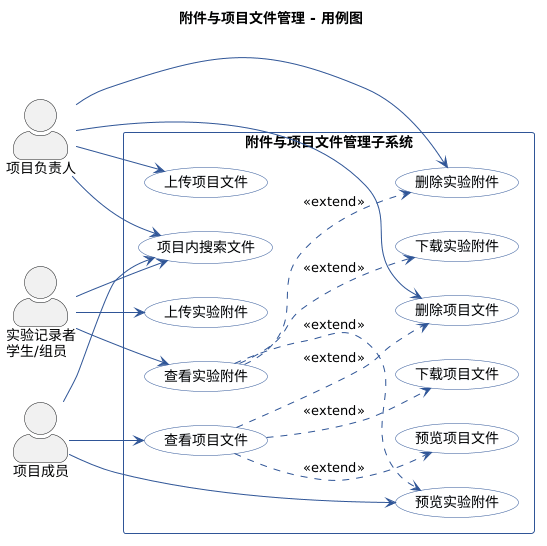 附件与项目文件管理 - 用例图
附件与项目文件管理子系统
项目负责人
实验记录者
学生/组员
项目成员
上传项目文件
项目内搜索文件
上传实验附件
查看实验附件
查看项目文件
删除实验附件
下载实验附件
删除项目文件
下载项目文件
预览项目文件
预览实验附件
«extend»
«extend»
«extend»
«extend»
«extend»
«extend»